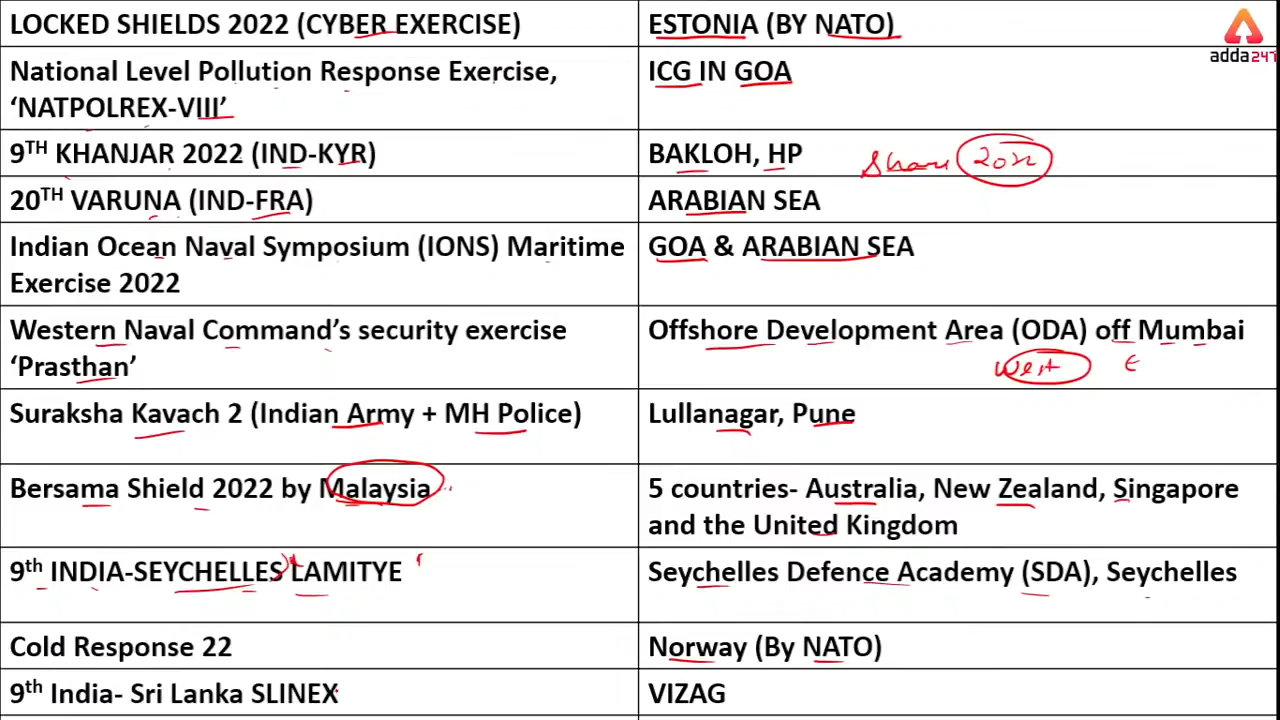 LOCKED SHIELDS 2022 (CYBER EXERCISE)
ESTONIA (BY NATO)
adda247
National Level Pollution Response Exercise,
‘NATPOLREX-VIII’
ICG IN GOA
9TH KHANJAR 2022 (IND-KYR)
BAKLOH, HP
20TH VARUNA (IND-FRA)
ARABIAN SEA
Indian Ocean Naval Symposium (IONS) Maritime
Exercise 2022
GOA & ARABIAN SEA
Western Naval Command’s security exercise
‘Prasthan’
Offshore Development Area (ODA) off Mumbai
West
Suraksha Kavach 2 (Indian Army + MH Police)
Lullanagar, Pune
Bersama Shield 2022 by Malaysia
5 countries- Australia, New Zealand, Singapore
and the United Kingdom
9th INDIA-SEYCHELLES LAMITYE
Seychelles Defence Academy (SDA), Seychelles
Cold Response 22
Norway (By NATO)
9th India- Sri Lanka SLINEX
VIZAG